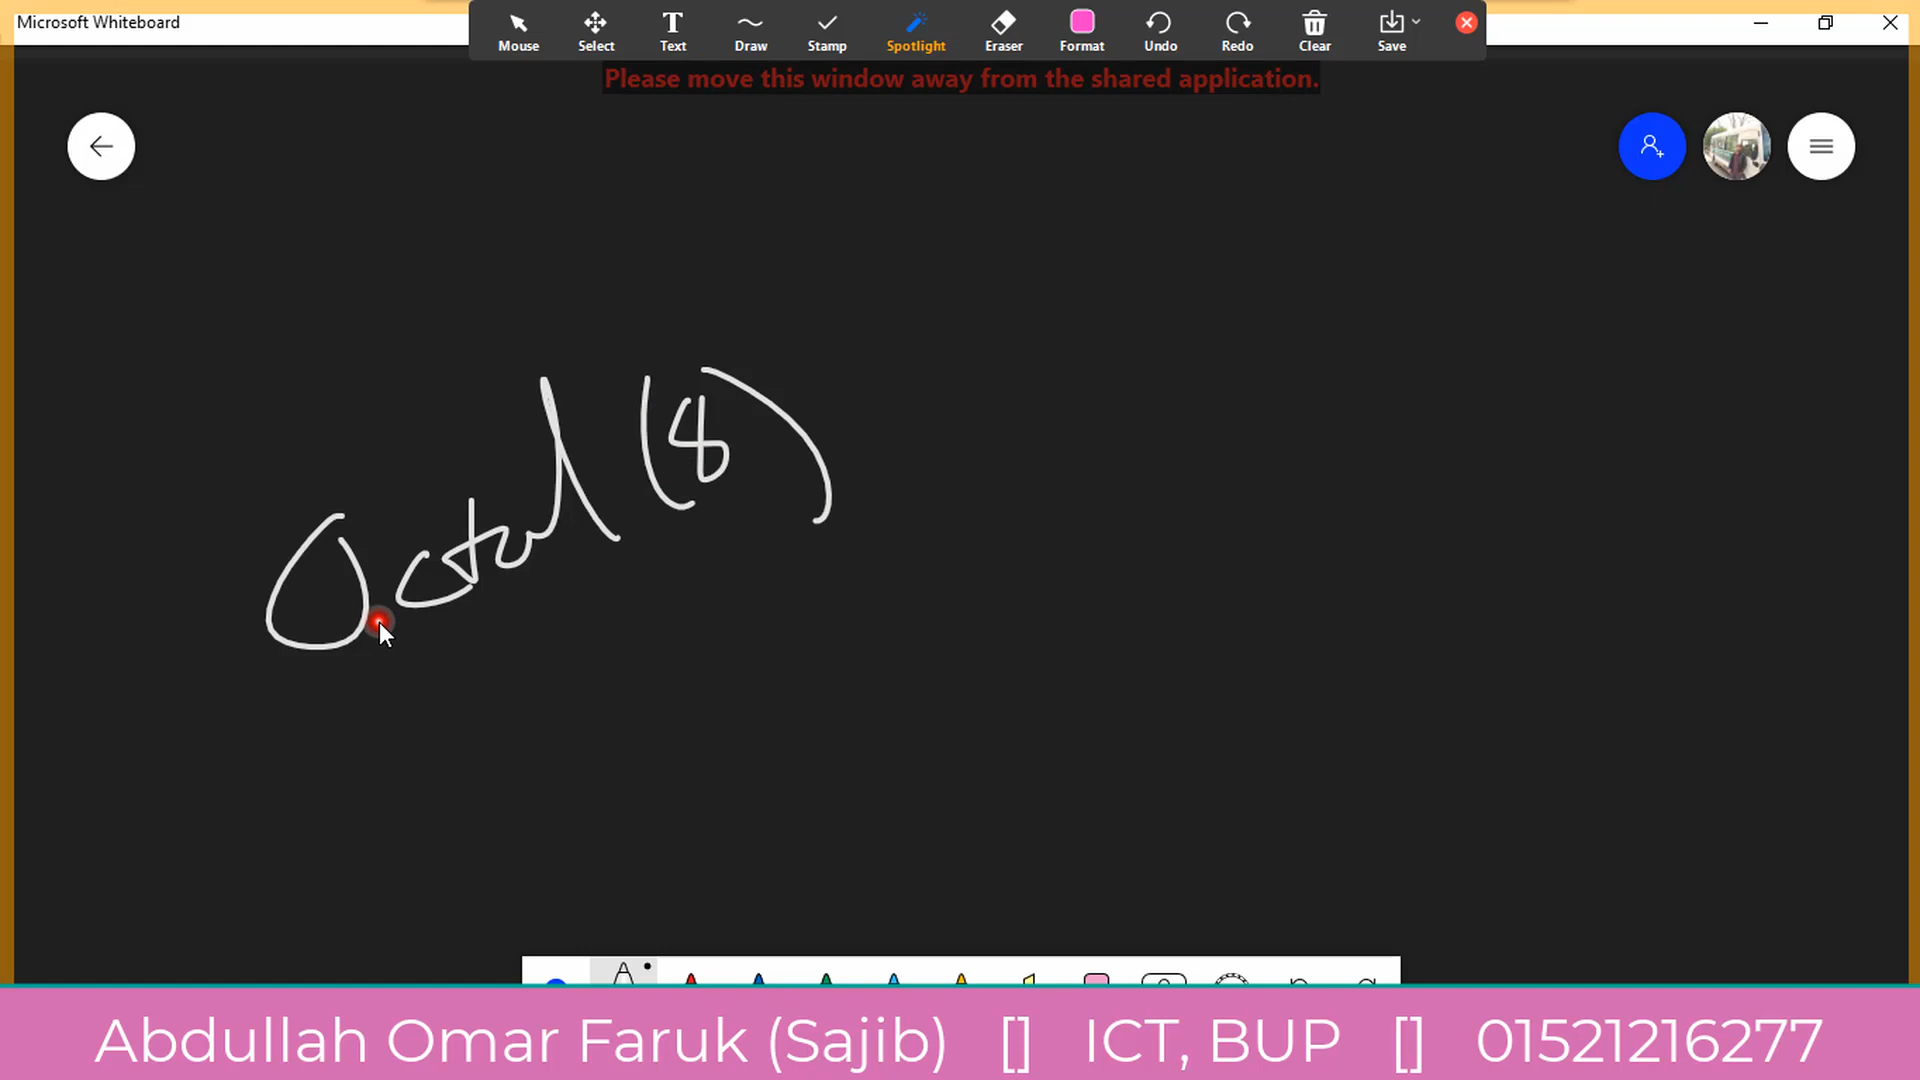 Microsoft Whiteboard
Mouse Select Text Draw Stamp Spotlight Eraser Format Undo Redo Clear Save
Please move this window away from the shared application.
Octal (8)
Abdullah Omar Faruk (Sajib) [] ICT, BUP [] 01521216277